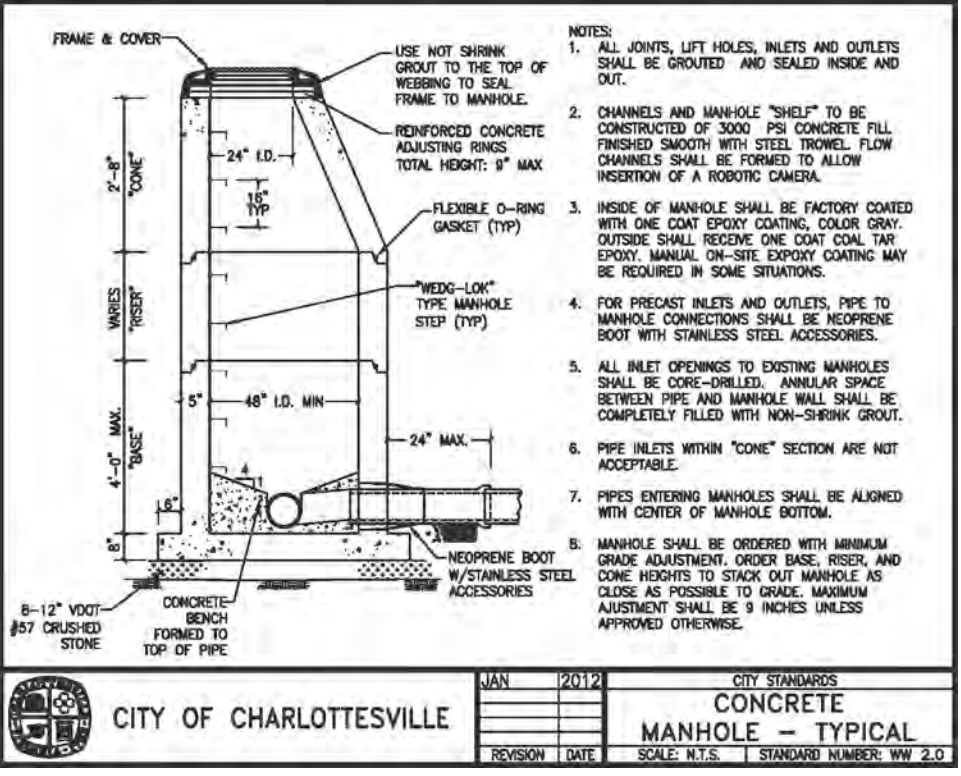 FRAME & COVER
USE NOT SHRINK
GROUT TO THE TOP OF
WEBBING TO SEAL
FRAME TO MANHOLE.
REINFORCED CONCRETE
ADJUSTING RINGS
TOTAL HEIGHT: 9" MAX
24" I.D.
16"
TYP
2'-8"
"CONE"
FLEXIBLE O-RING
GASKET (TYP)
VARIES
"RISER"
"WEDG-LOK"
TYPE MANHOLE
STEP (TYP)
5"
48" I.D. MIN
4'-0" MAX.
"BASE"
24" MAX.
4
1
6"
8"
NEOPRENE BOOT
W/STAINLESS STEEL
ACCESSORIES
8-12" VDOT
#57 CRUSHED
STONE
CONCRETE
BENCH
FORMED TO
TOP OF PIPE
NOTES:
1. ALL JOINTS, LIFT HOLES, INLETS AND OUTLETS
SHALL BE GROUTED AND SEALED INSIDE AND
OUT.
2. CHANNELS AND MANHOLE "SHELF" TO BE
CONSTRUCTED OF 3000 PSI CONCRETE FILL
FINISHED SMOOTH WITH STEEL TROWEL. FLOW
CHANNELS SHALL BE FORMED TO ALLOW
INSERTION OF A ROBOTIC CAMERA.
3. INSIDE OF MANHOLE SHALL BE FACTORY COATED
WITH ONE COAT EPOXY COATING, COLOR GRAY.
OUTSIDE SHALL RECEIVE ONE COAT COAL TAR
EPOXY. MANUAL ON-SITE EXPOXY COATING MAY
BE REQUIRED IN SOME SITUATIONS.
4. FOR PRECAST INLETS AND OUTLETS, PIPE TO
MANHOLE CONNECTIONS SHALL BE NEOPRENE
BOOT WITH STAINLESS STEEL ACCESSORIES.
5. ALL INLET OPENINGS TO EXISTING MANHOLES
SHALL BE CORE-DRILLED. ANNULAR SPACE
BETWEEN PIPE AND MANHOLE WALL SHALL BE
COMPLETELY FILLED WITH NON-SHRINK GROUT.
6. PIPE INLETS WITHIN "CONE" SECTION ARE NOT
ACCEPTABLE.
7. PIPES ENTERING MANHOLES SHALL BE ALIGNED
WITH CENTER OF MANHOLE BOTTOM.
8. MANHOLE SHALL BE ORDERED WITH MINIMUM
GRADE ADJUSTMENT. ORDER BASE, RISER, AND
CONE HEIGHTS TO STACK OUT MANHOLE AS
CLOSE AS POSSIBLE TO GRADE. MAXIMUM
AJUSTMENT SHALL BE 9 INCHES UNLESS
APPROVED OTHERWISE.
CITY OF CHARLOTTESVILLE
JAN 2012
REVISION DATE
CITY STANDARDS
CONCRETE
MANHOLE - TYPICAL
SCALE: N.T.S. STANDARD NUMBER: WW 2.0